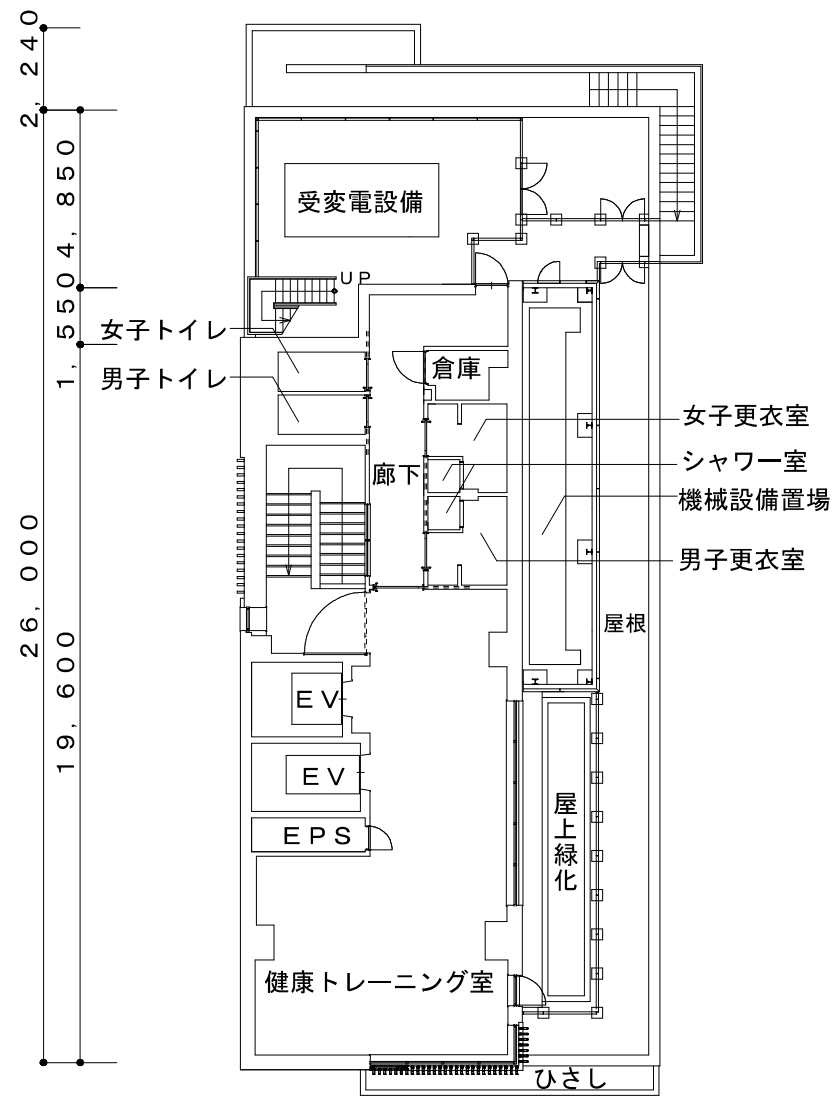 2,240
4,850
1,550
26,000
19,600
受変電設備
UP
女子トイレ
男子トイレ
倉庫
廊下
女子更衣室
シャワー室
機械設備置場
男子更衣室
屋根
EV
EV
EPS
屋上緑化
健康トレーニング室
ひさし